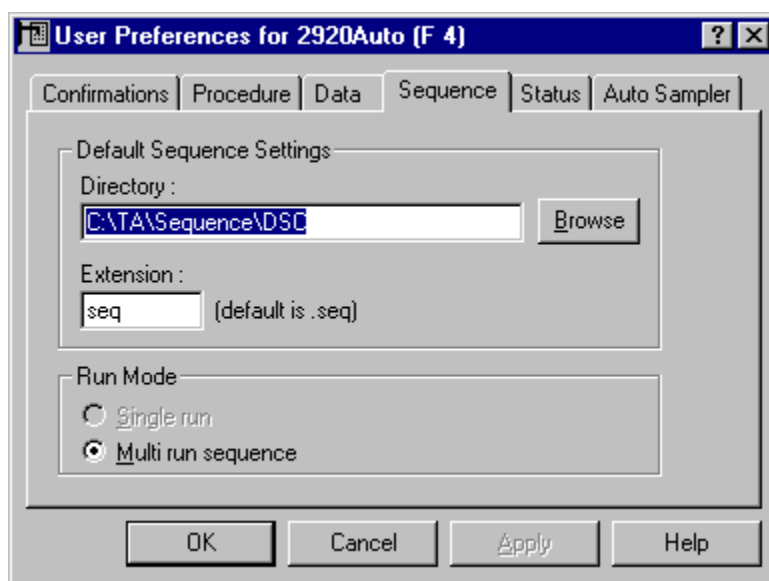 User Preferences for 2920Auto (F 4)
Confirmations Procedure Data Sequence Status Auto Sampler
Default Sequence Settings
Directory :
C:\TA\Sequence\DSC Browse
Extension :
seq (default is .seq)
Run Mode
Single run
Multi run sequence
OK Cancel Apply Help